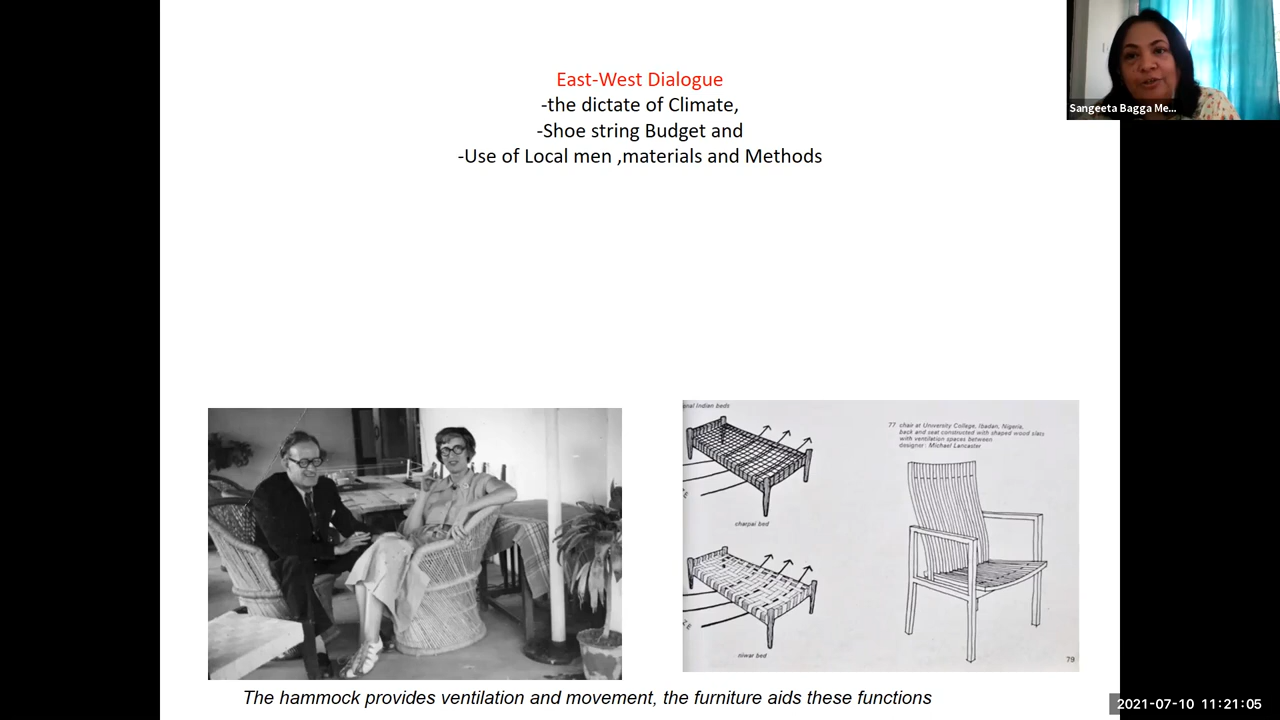 East-West Dialogue
-the dictate of Climate,
-Shoe string Budget and
-Use of Local men ,materials and Methods
Sangeeta Bagga Me...
Indian beds
charpai bed
niwar bed
77 chair at University College, Ibadan, Nigeria,
back and seat constructed with shaped wood slats
with ventilation spaces between
designer: Michael Lancaster
79
The hammock provides ventilation and movement, the furniture aids these functions
2021-07-10 11:21:05